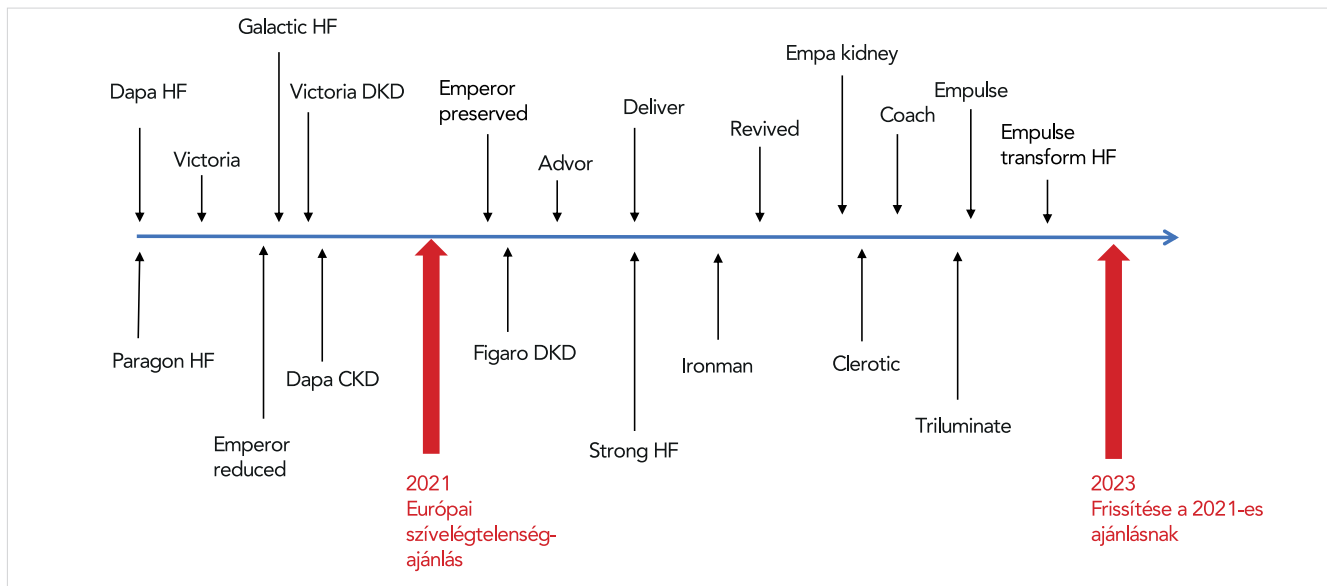 Galactic HF
Dapa HF
Victoria
Victoria DKD
Emperor
preserved
Advor
Deliver
Revived
Empa kidney
Coach
Empulse
Empulse
transform HF
Paragon HF
Emperor
reduced
Dapa CKD
Figaro DKD
Strong HF
Ironman
Clerotic
Triluminate
2021
Európai
szívelégtelenség-
ajánlás
2023
Frissítése a 2021-es
ajánlásnak